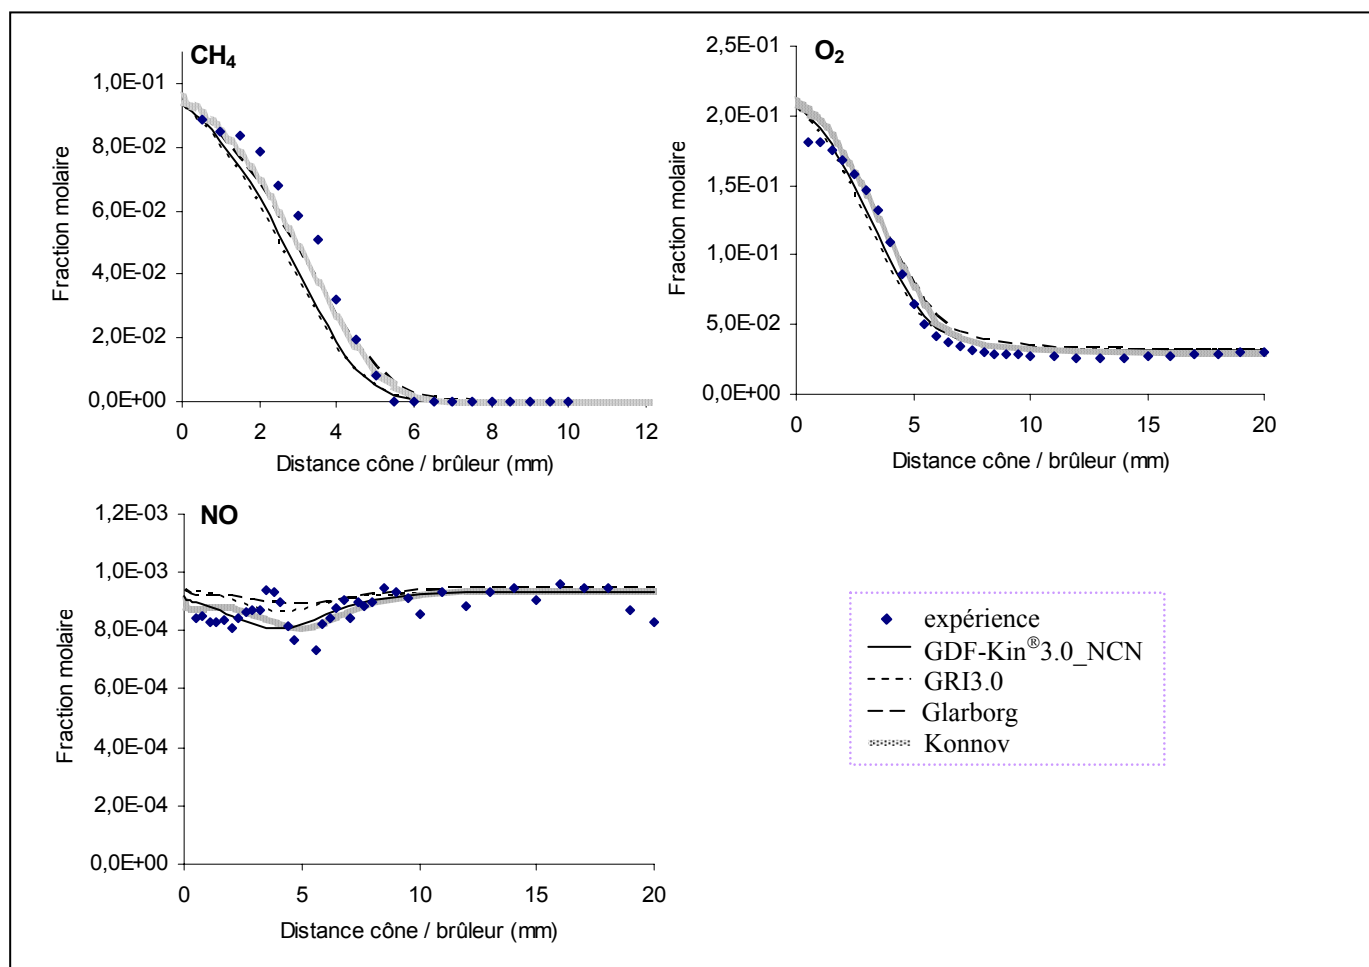 CH4
Fraction molaire
1,0E-01
8,0E-02
6,0E-02
4,0E-02
2,0E-02
0,0E+00
0 2 4 6 8 10 12
Distance cône / brûleur (mm)
O2
Fraction molaire
2,5E-01
2,0E-01
1,5E-01
1,0E-01
5,0E-02
0,0E+00
0 5 10 15 20
Distance cône / brûleur (mm)
NO
Fraction molaire
1,2E-03
1,0E-03
8,0E-04
6,0E-04
4,0E-04
2,0E-04
0,0E+00
0 5 10 15 20
Distance cône / brûleur (mm)
expérience
GDF-Kin®3.0_NCN
GRI3.0
Glarborg
Konnov